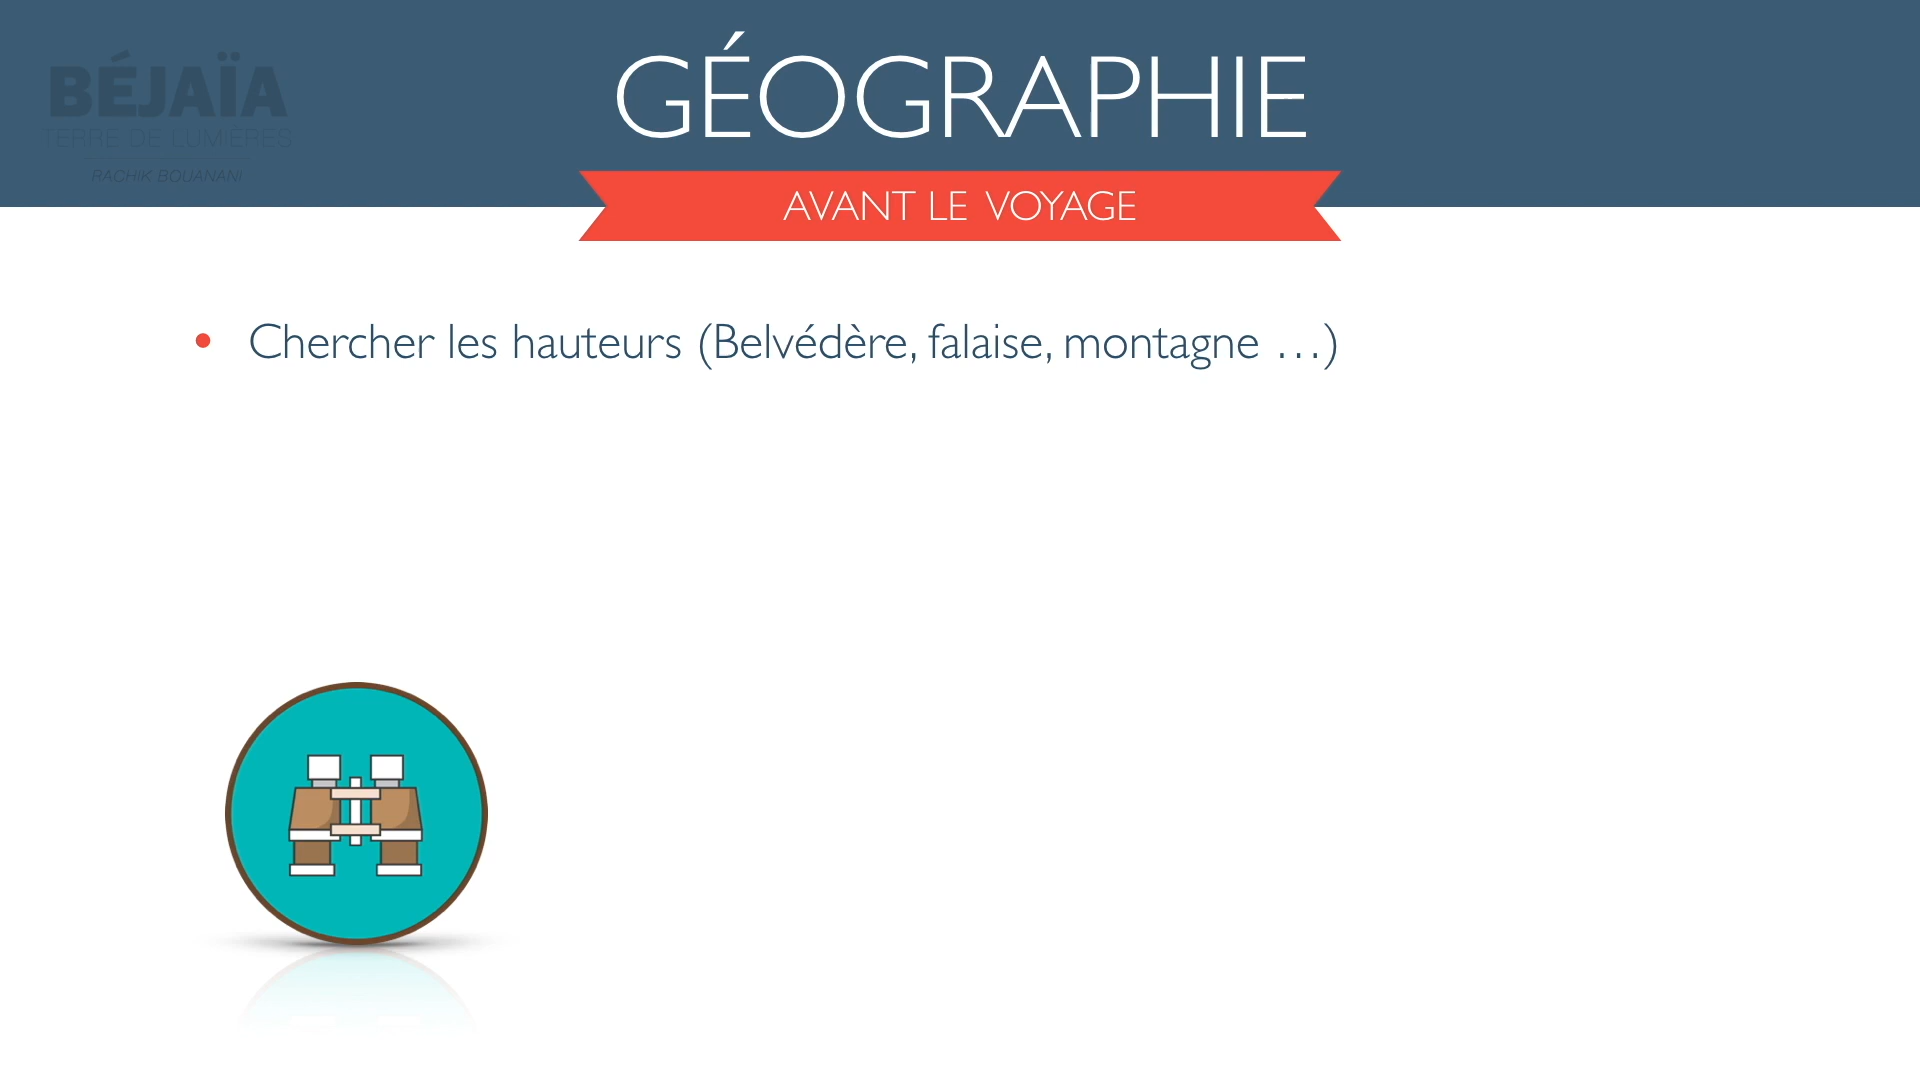 BÉJAÏA
TERRE DE LUMIÈRES
RACHIK BOUANANI
GÉOGRAPHIE
AVANT LE VOYAGE
• Chercher les hauteurs (Belvédère, falaise, montagne …)